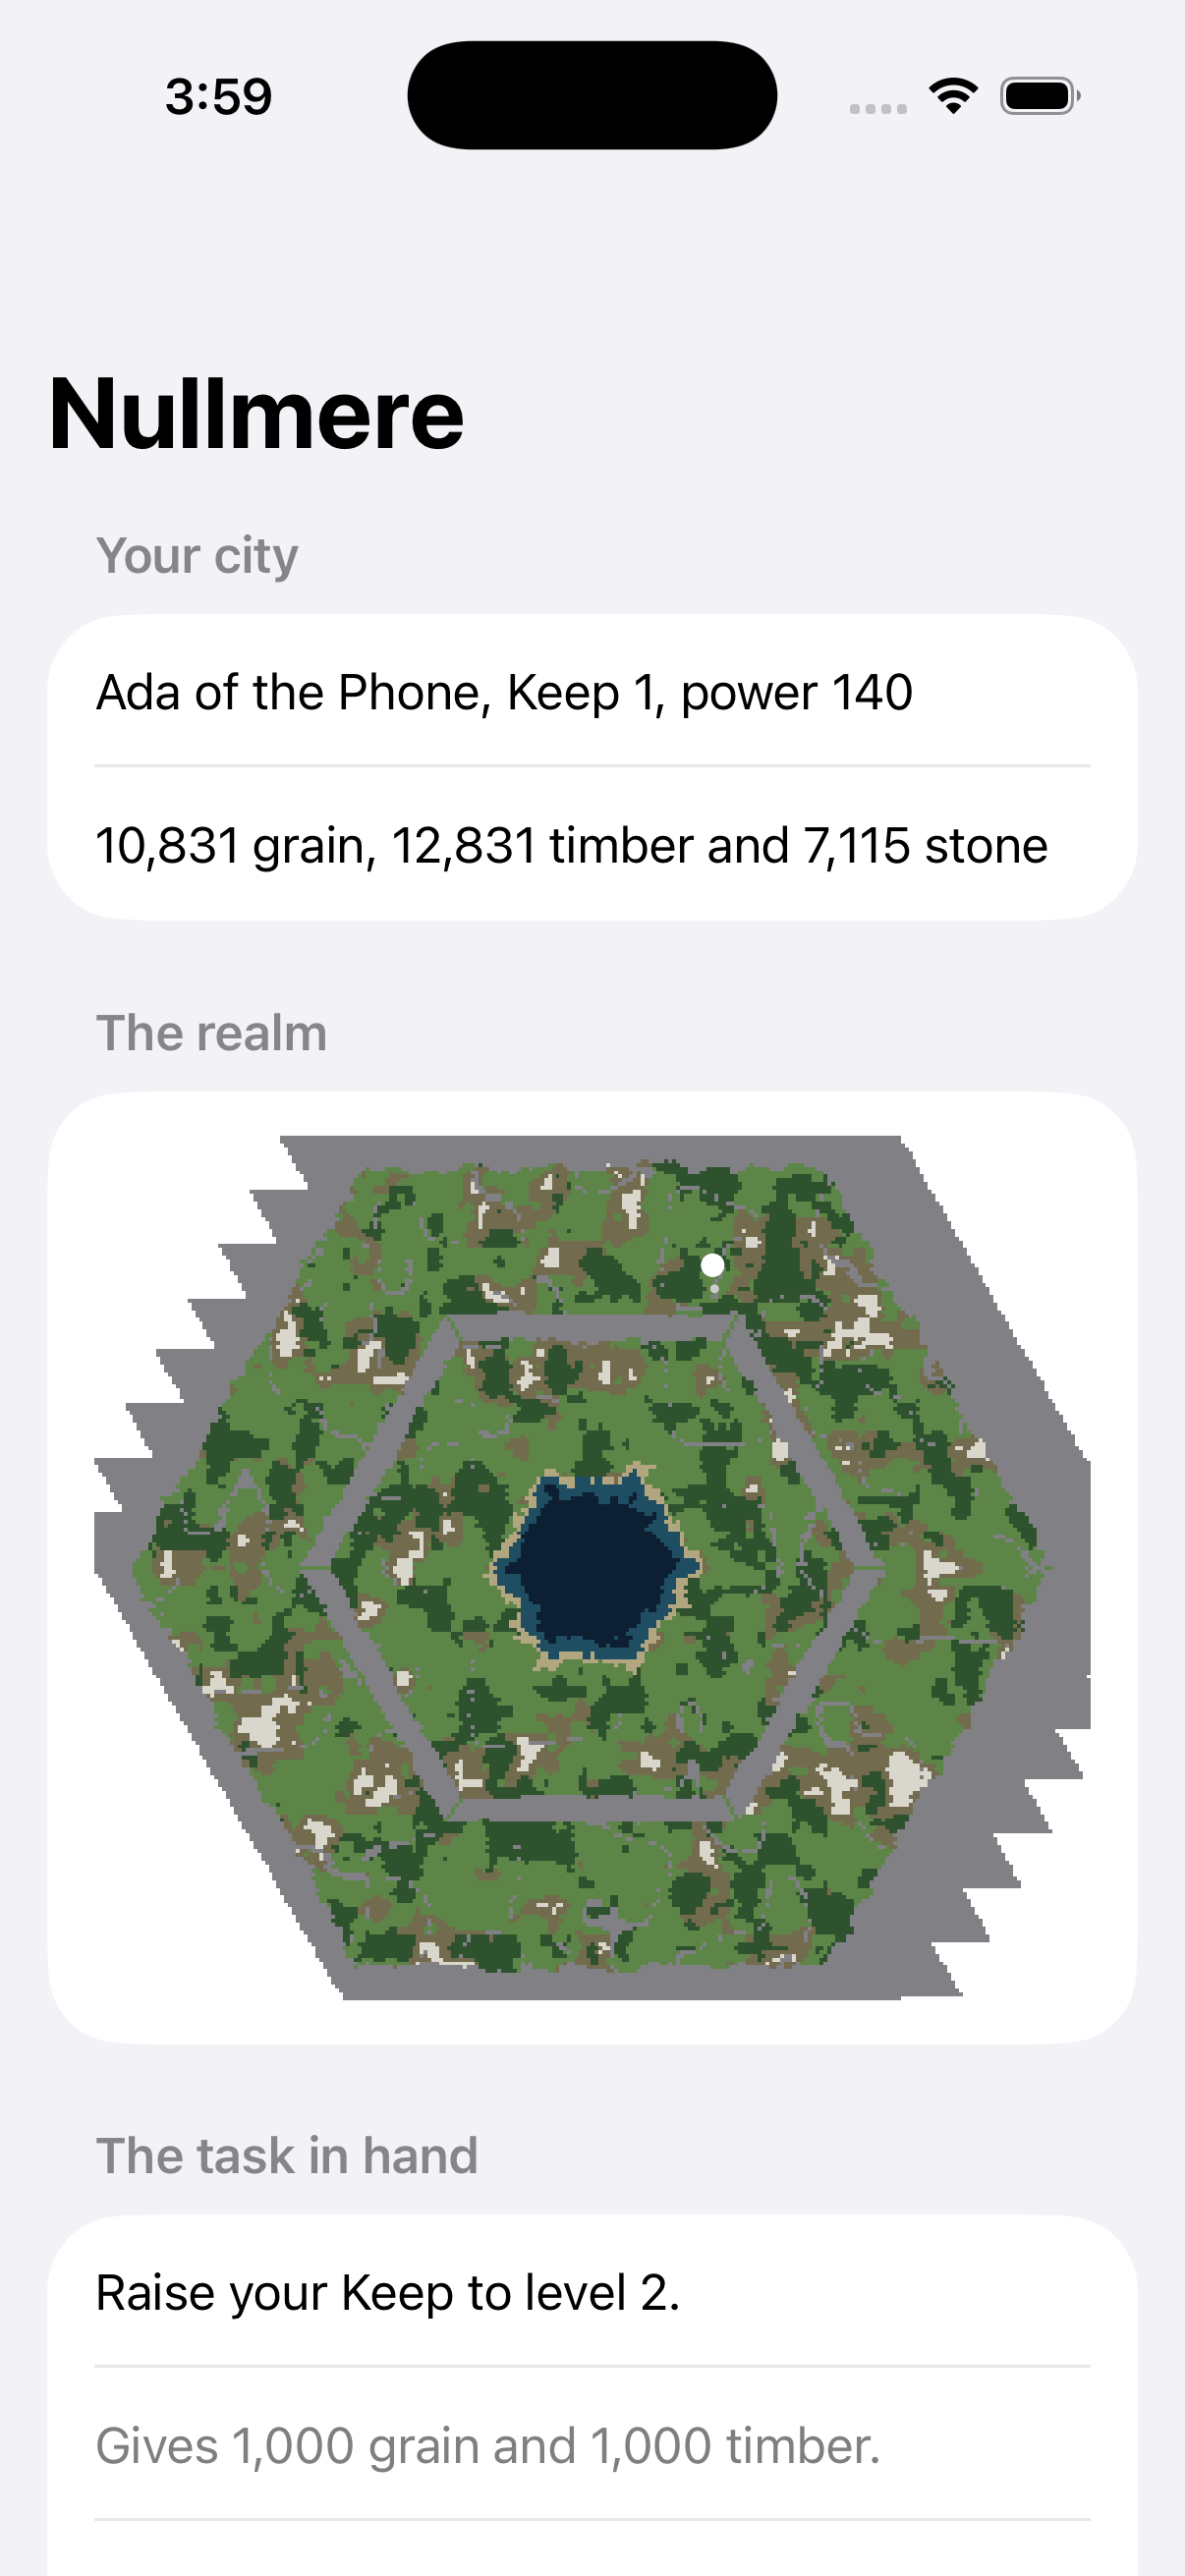 3:59
Nullmere
Your city
Ada of the Phone, Keep 1, power 140
10,831 grain, 12,831 timber and 7,115 stone
The realm
The task in hand
Raise your Keep to level 2.
Gives 1,000 grain and 1,000 timber.